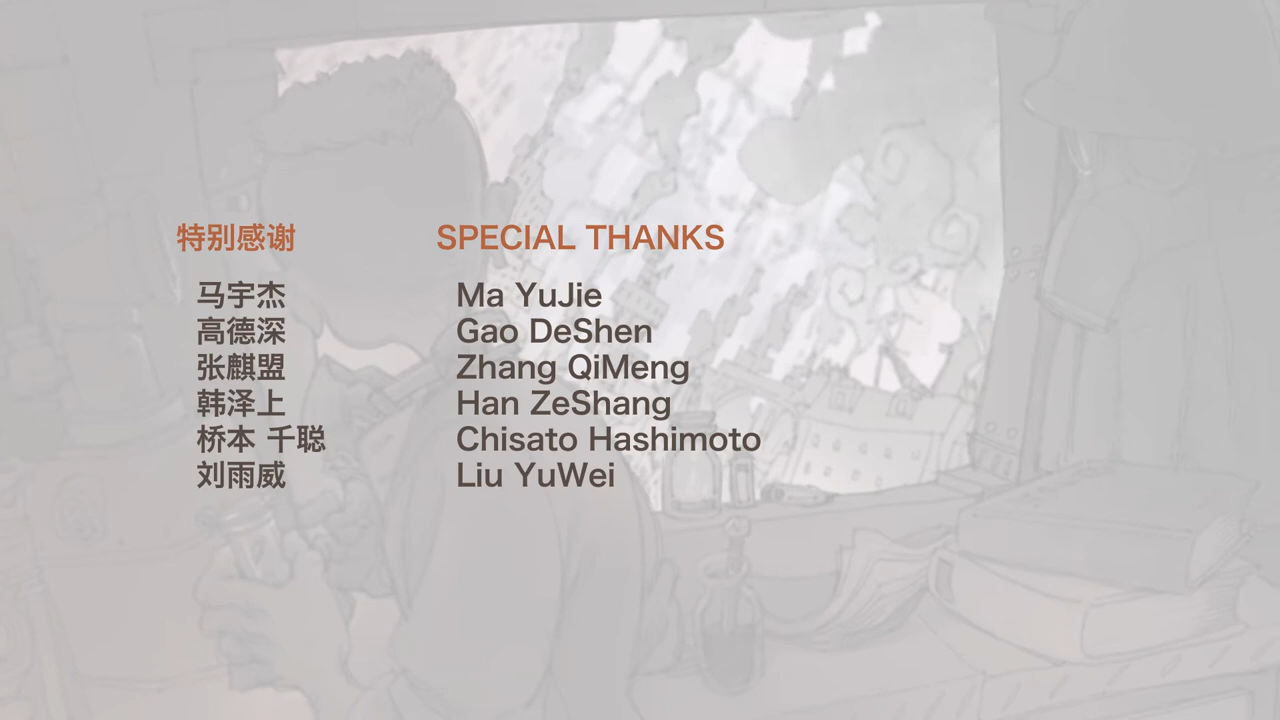 特别感谢 SPECIAL THANKS
马宇杰 Ma YuJie
高德深 Gao DeShen
张麒盟 Zhang QiMeng
韩泽上 Han ZeShang
桥本 千聪 Chisato Hashimoto
刘雨威 Liu YuWei